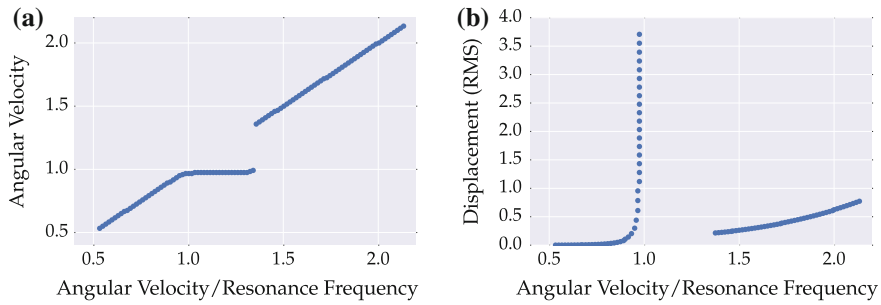 (a)
Angular Velocity
2.0
1.5
1.0
0.5
0.5 1.0 1.5 2.0
Angular Velocity/Resonance Frequency
(b)
Displacement (RMS)
4.0
3.5
3.0
2.5
2.0
1.5
1.0
0.5
0.0
0.5 1.0 1.5 2.0
Angular Velocity/Resonance Frequency